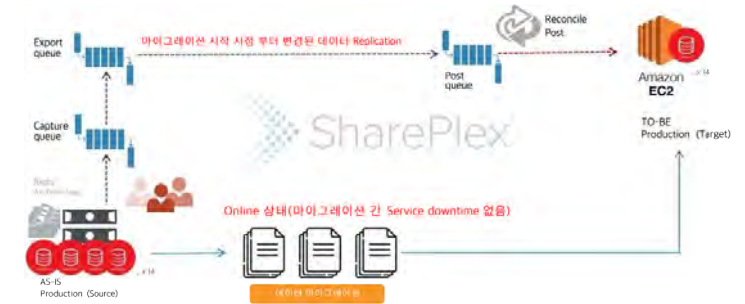 Export
queue
마이그레이션 시작 시점 부터 변경된 데이터 Replication
Post
queue
Reconcile
Post
Amazon
EC2
x14
TO-BE
Production (Target)
Capture
queue
SharePlex
Redo
Online 상태(마이그레이션 간 Service downtime 없음)
x14
AS-IS
Production (Source)
데이터 마이그레이션